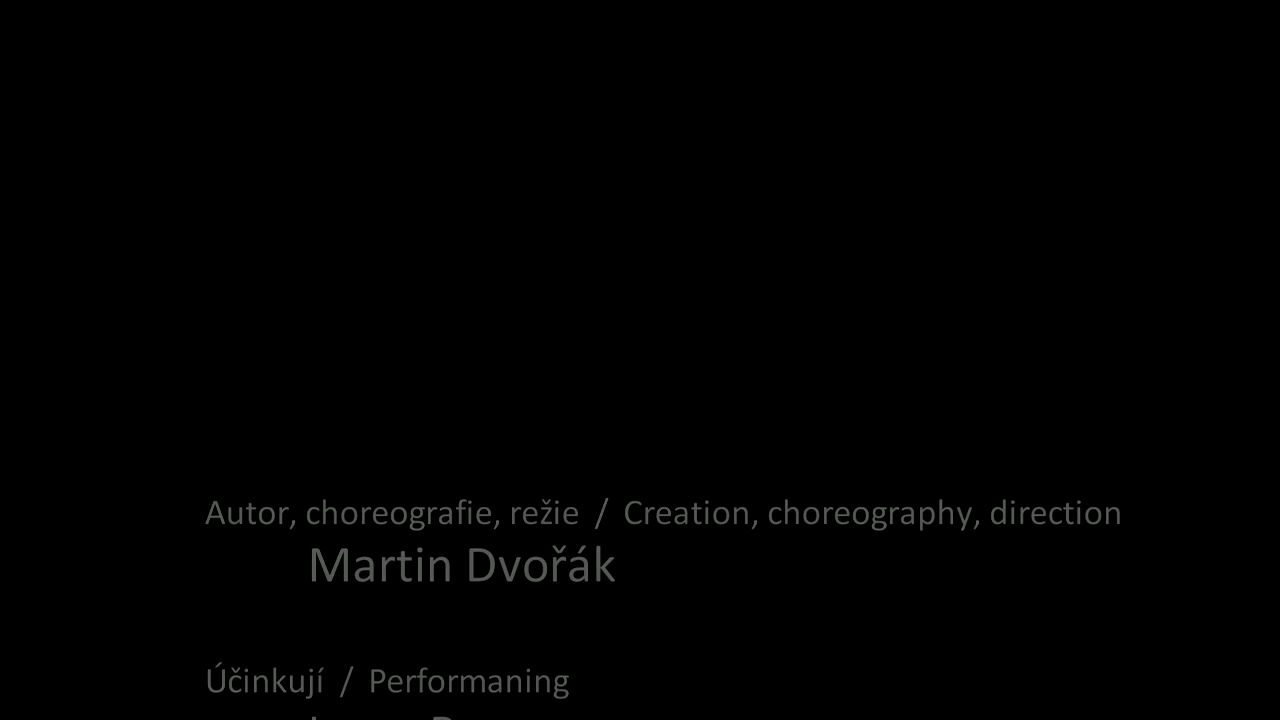 Autor, choreografie, režie / Creation, choreography, direction
Martin Dvořák
Účinkují / Performaning